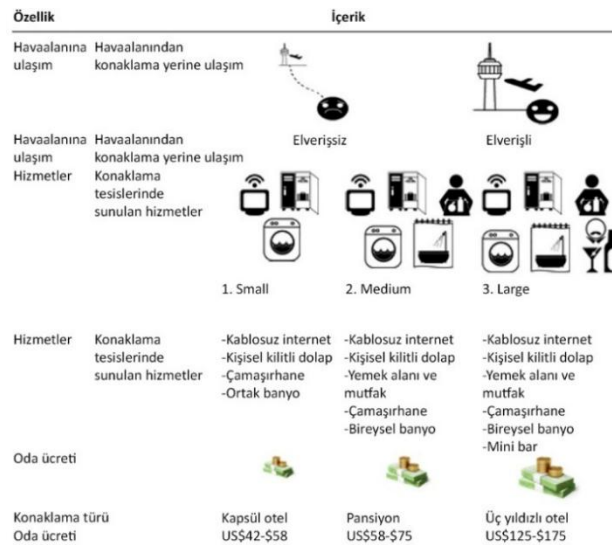 Özellik İçerik
Havaalanına Havaalanından
ulaşım konaklama yerine ulaşım
Havaalanına Havaalanından Elverişsiz Elverişli
ulaşım konaklama yerine ulaşım
Hizmetler Konaklama
tesislerinde
sunulan hizmetler
1. Small 2. Medium 3. Large
Hizmetler Konaklama -Kablosuz internet -Kablosuz internet -Kablosuz internet
tesislerinde -Kişisel kilitli dolap -Kişisel kilitli dolap -Kişisel kilitli dolap
sunulan hizmetler -Çamaşırhane -Yemek alanı ve -Yemek alanı ve
-Ortak banyo mutfak mutfak
-Çamaşırhane -Çamaşırhane
-Bireysel banyo -Bireysel banyo
-Mini bar
Oda ücreti
Konaklama türü Kapsül otel Pansiyon Üç yıldızlı otel
Oda ücreti US$42-$58 US$58-$75 US$125-$175